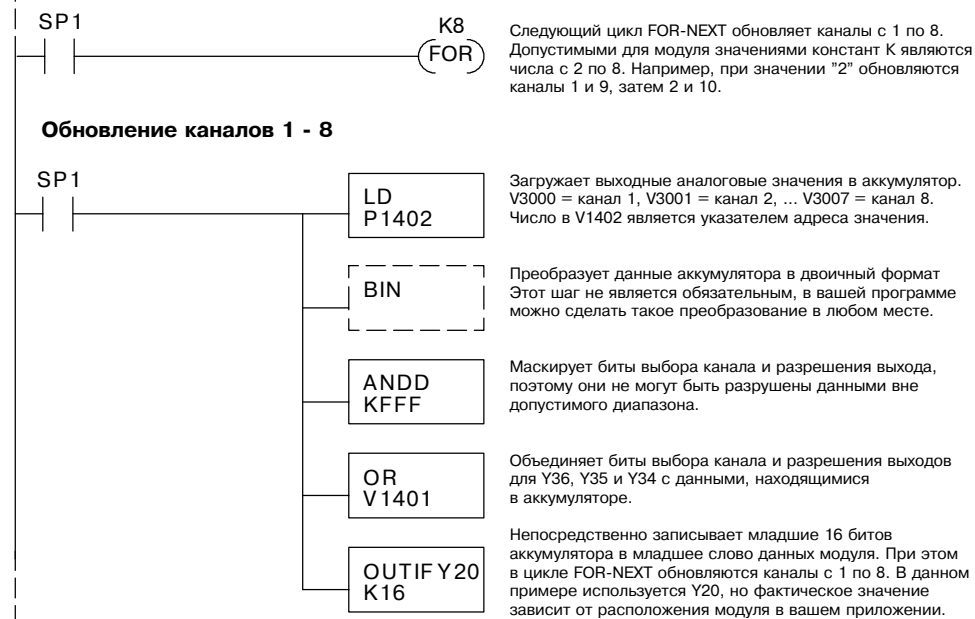 SP1
K8
FOR
Следующий цикл FOR-NEXT обновляет каналы с 1 по 8.
Допустимыми для модуля значениями констант K являются
числа с 2 по 8. Например, при значении ”2” обновляются
каналы 1 и 9, затем 2 и 10.
Обновление каналов 1 - 8
SP1
LD
P1402
Загружает выходные аналоговые значения в аккумулятор.
V3000 = канал 1, V3001 = канал 2, ... V3007 = канал 8.
Число в V1402 является указателем адреса значения.
BIN
Преобразует данные аккумулятора в двоичный формат
Этот шаг не является обязательным, в вашей программе
можно сделать такое преобразование в любом месте.
ANDD
KFFF
Маскирует биты выбора канала и разрешения выхода,
поэтому они не могут быть разрушены данными вне
допустимого диапазона.
OR
V1401
Объединяет биты выбора канала и разрешения выходов
для Y36, Y35 и Y34 с данными, находящимися
в аккумуляторе.
OUTIF Y20
K16
Непосредственно записывает младшие 16 битов
аккумулятора в младшее слово данных модуля. При этом
в цикле FOR-NEXT обновляются каналы с 1 по 8. В данном
примере используется Y20, но фактическое значение
зависит от расположения модуля в вашем приложении.